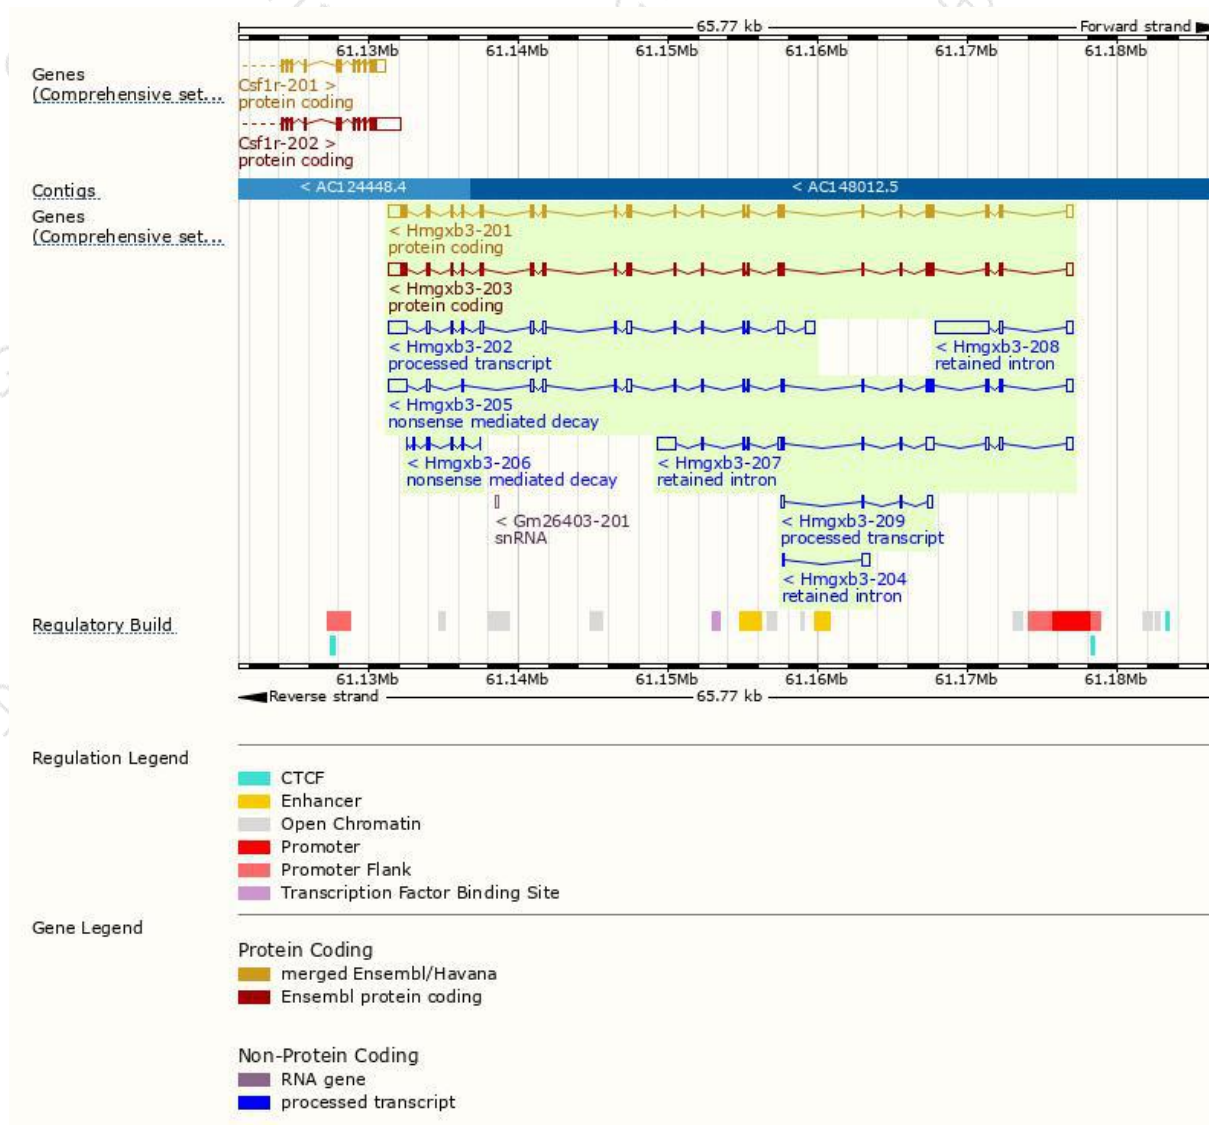 65.77 kb Forward strand
61.13Mb 61.14Mb 61.15Mb 61.16Mb 61.17Mb 61.18Mb
Genes
(Comprehensive set...
Csf1r-201 >
protein coding
Csf1r-202 >
protein coding
Contigs < AC124448.4 < AC148012.5
Genes
(Comprehensive set...
< Hmgxb3-201
protein coding
< Hmgxb3-203
protein coding
< Hmgxb3-202 < Hmgxb3-208
processed transcript retained intron
< Hmgxb3-205
nonsense mediated decay
< Hmgxb3-206 < Hmgxb3-207
nonsense mediated decay retained intron
< Gm26403-201 < Hmgxb3-209
snRNA processed transcript
< Hmgxb3-204
retained intron
Regulatory Build
61.13Mb 61.14Mb 61.15Mb 61.16Mb 61.17Mb 61.18Mb
Reverse strand 65.77 kb
Regulation Legend
CTCF
Enhancer
Open Chromatin
Promoter
Promoter Flank
Transcription Factor Binding Site
Gene Legend
Protein Coding
merged Ensembl/Havana
Ensembl protein coding
Non-Protein Coding
RNA gene
processed transcript